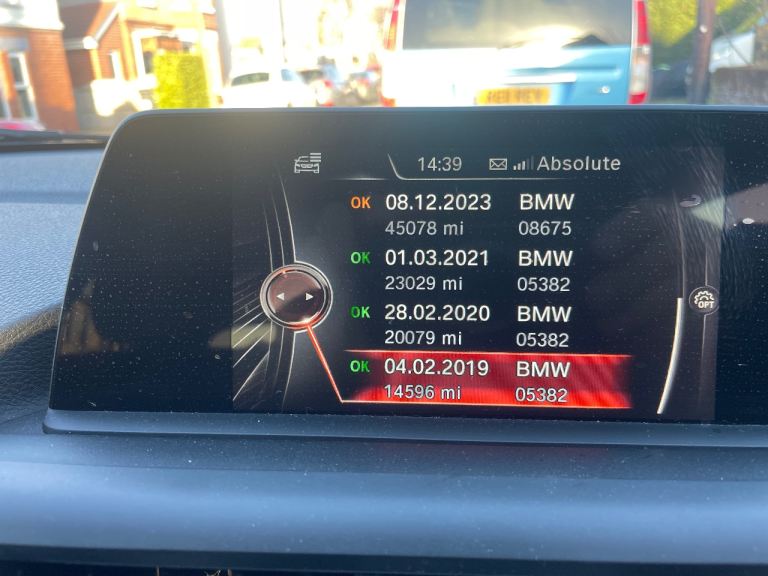 14:39 Absolute
OK 08.12.2023 BMW
45078 mi 08675
OK 01.03.2021 BMW
23029 mi 05382
OK 28.02.2020 BMW
20079 mi 05382
OK 04.02.2019 BMW
14596 mi 05382
OPT